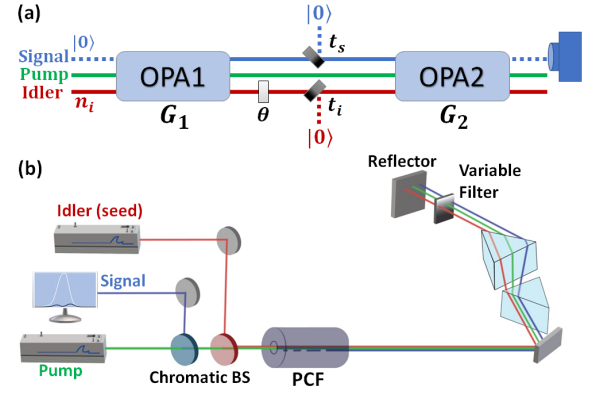 (a)
|0⟩
|0⟩
t_s
Signal
Pump
Idler
OPA1
OPA2
n_i
G_1
θ
t_i
G_2
|0⟩
(b)
Reflector
Variable
Filter
Idler (seed)
Signal
Pump
Chromatic BS
PCF